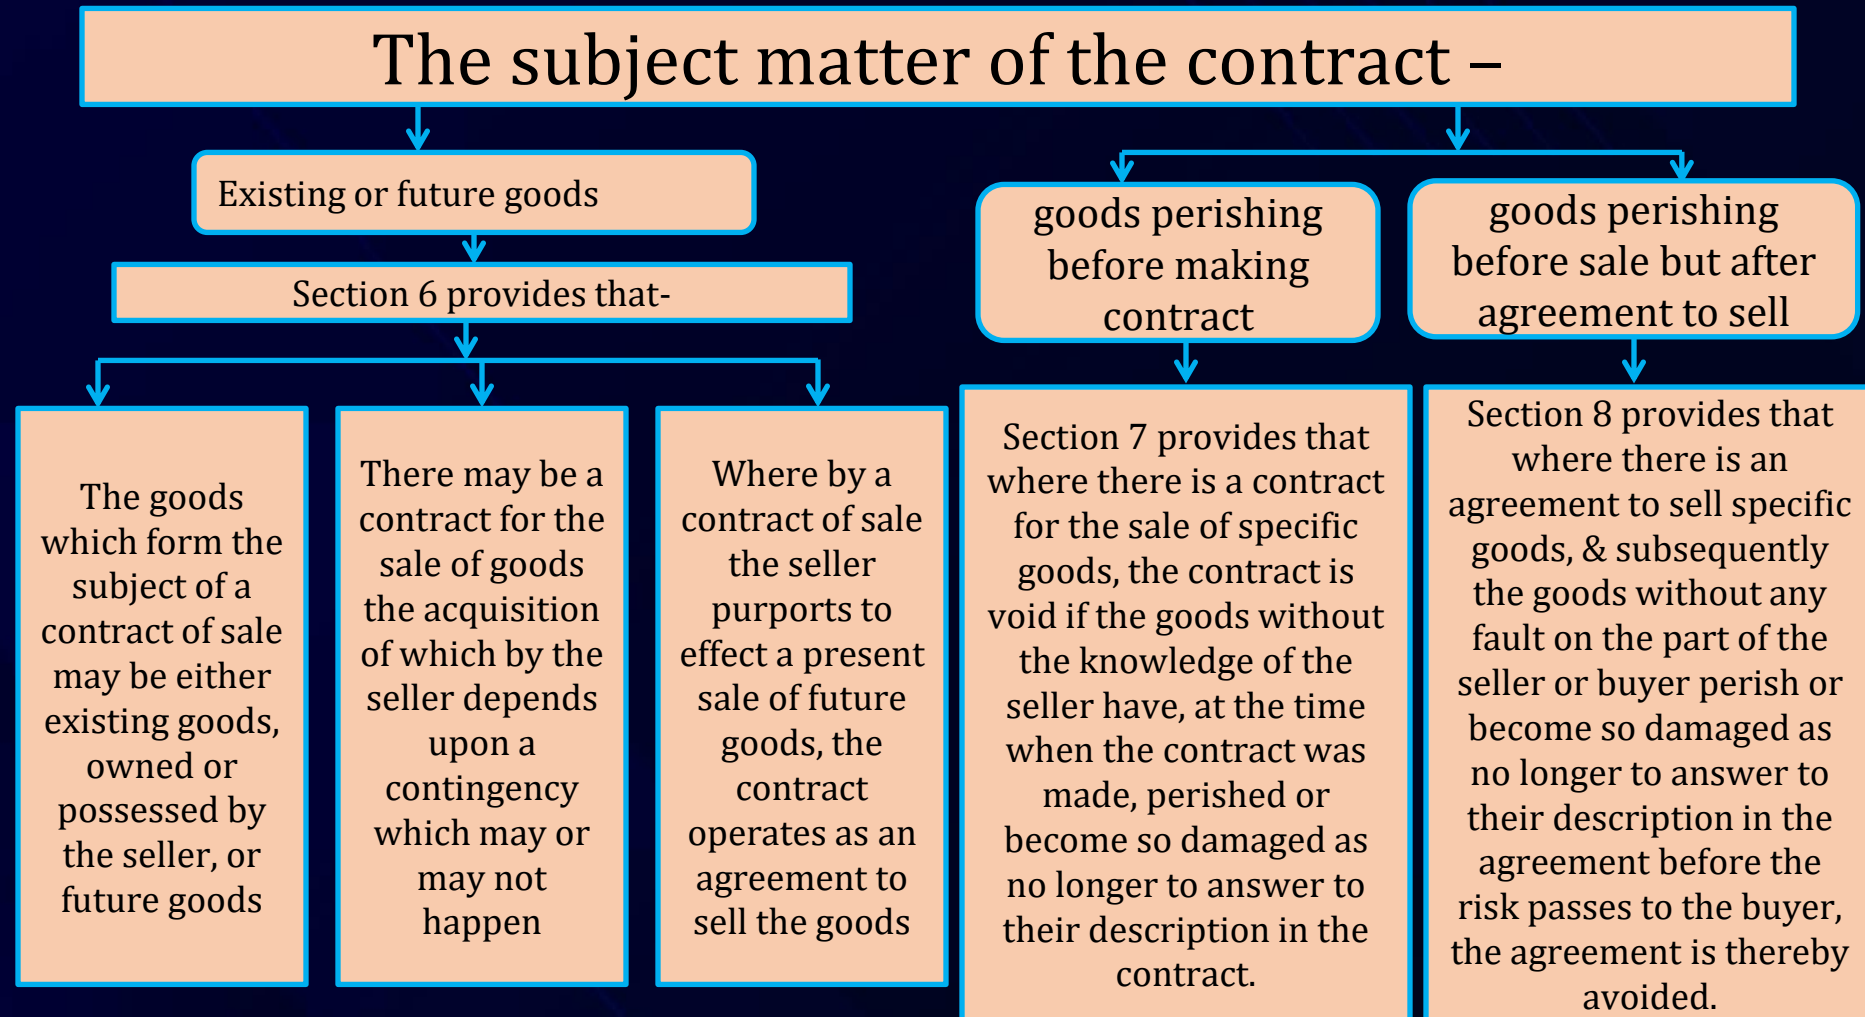 The subject matter of the contract –
Existing or future goods
Section 6 provides that-
The goods
which form the
subject of a
contract of sale
may be either
existing goods,
owned or
possessed by
the seller, or
future goods
There may be a
contract for the
sale of goods
the acquisition
of which by the
seller depends
upon a
contingency
which may or
may not
happen
Where by a
contract of sale
the seller
purports to
effect a present
sale of future
goods, the
contract
operates as an
agreement to
sell the goods
goods perishing
before making
contract
Section 7 provides that
where there is a contract
for the sale of specific
goods, the contract is
void if the goods without
the knowledge of the
seller have, at the time
when the contract was
made, perished or
become so damaged as
no longer to answer to
their description in the
contract.
goods perishing
before sale but after
agreement to sell
Section 8 provides that
where there is an
agreement to sell specific
goods, & subsequently
the goods without any
fault on the part of the
seller or buyer perish or
become so damaged as
no longer to answer to
their description in the
agreement before the
risk passes to the buyer,
the agreement is thereby
avoided.